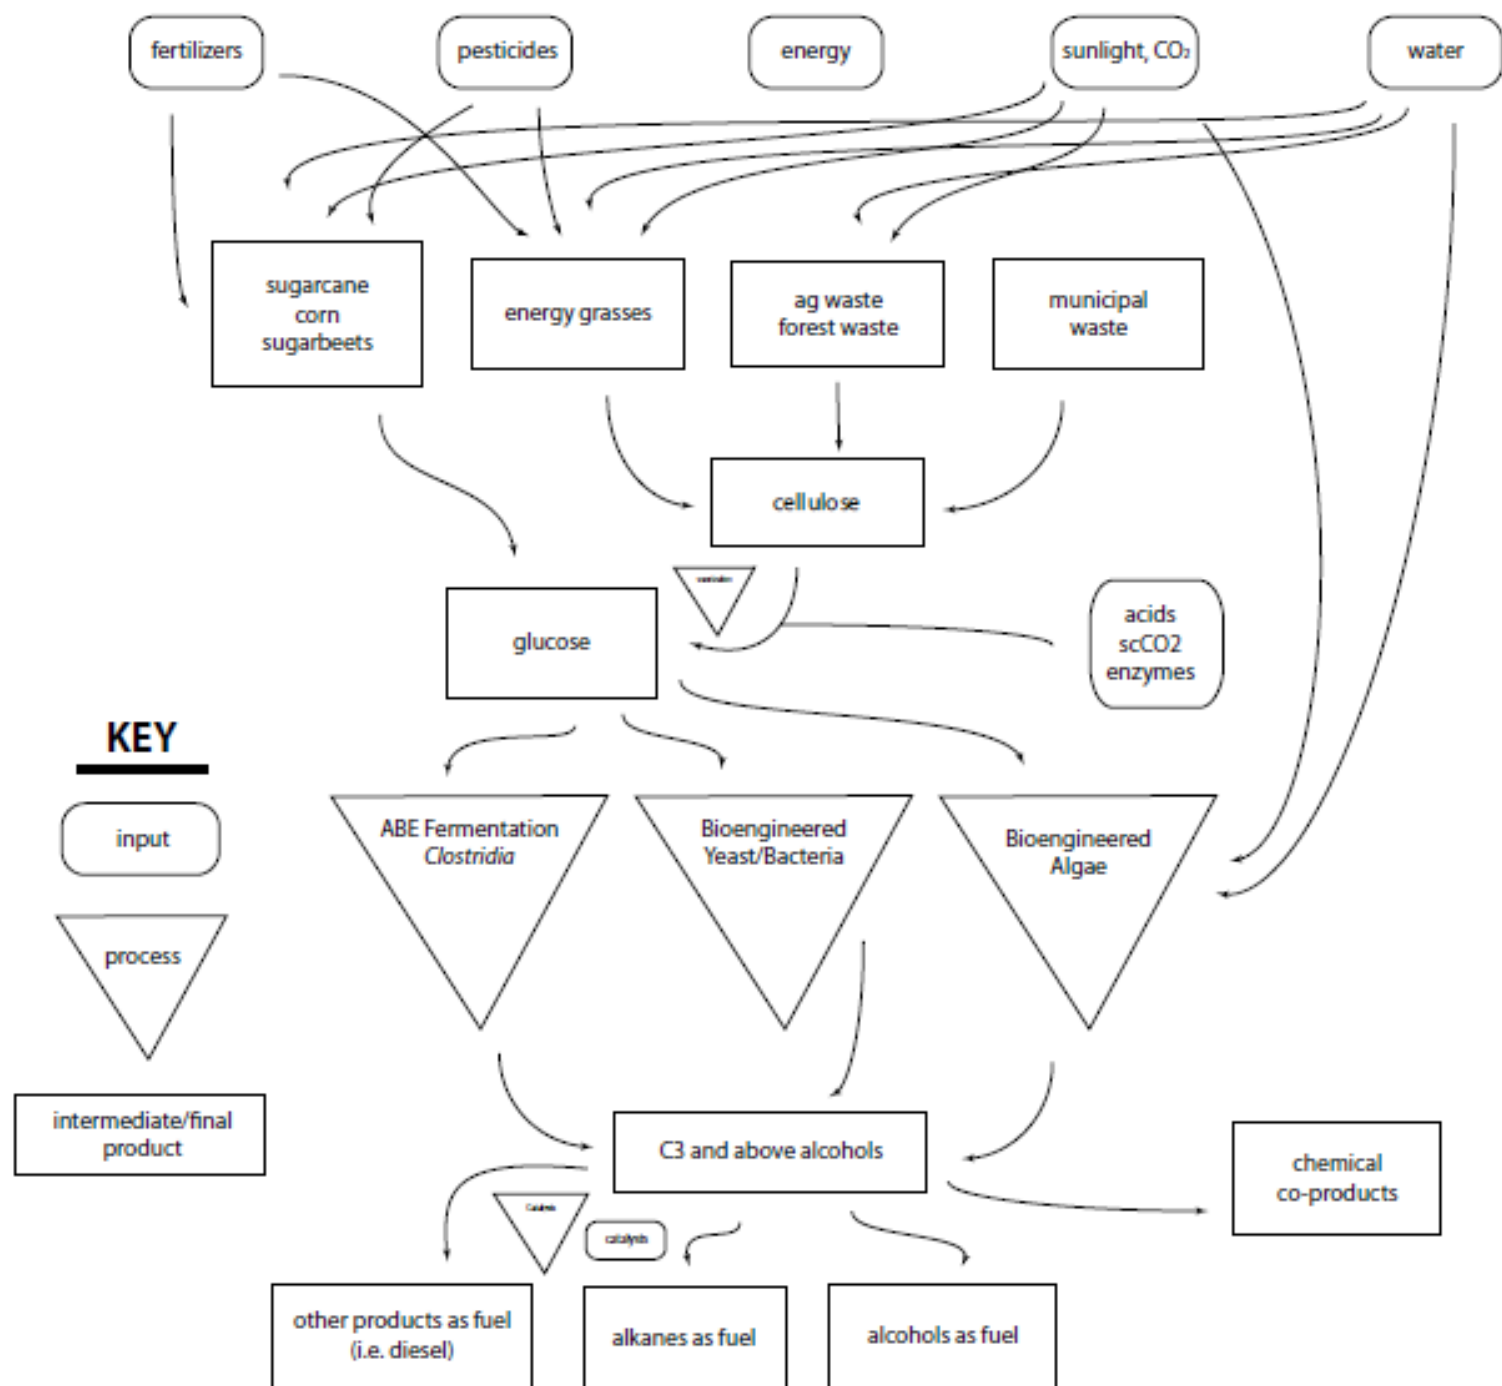 fertilizers
pesticides
energy
sunlight, CO₂
water
sugarcane
corn
sugarbeets
energy grasses
ag waste
forest waste
municipal
waste
cellulose
glucose
acids
scCO2
enzymes
KEY
input
process
intermediate/final
product
ABE Fermentation
Clostridia
Bioengineered
Yeast/Bacteria
Bioengineered
Algae
C3 and above alcohols
chemical
co-products
Catalysis
catalysts
other products as fuel
(i.e. diesel)
alkanes as fuel
alcohols as fuel